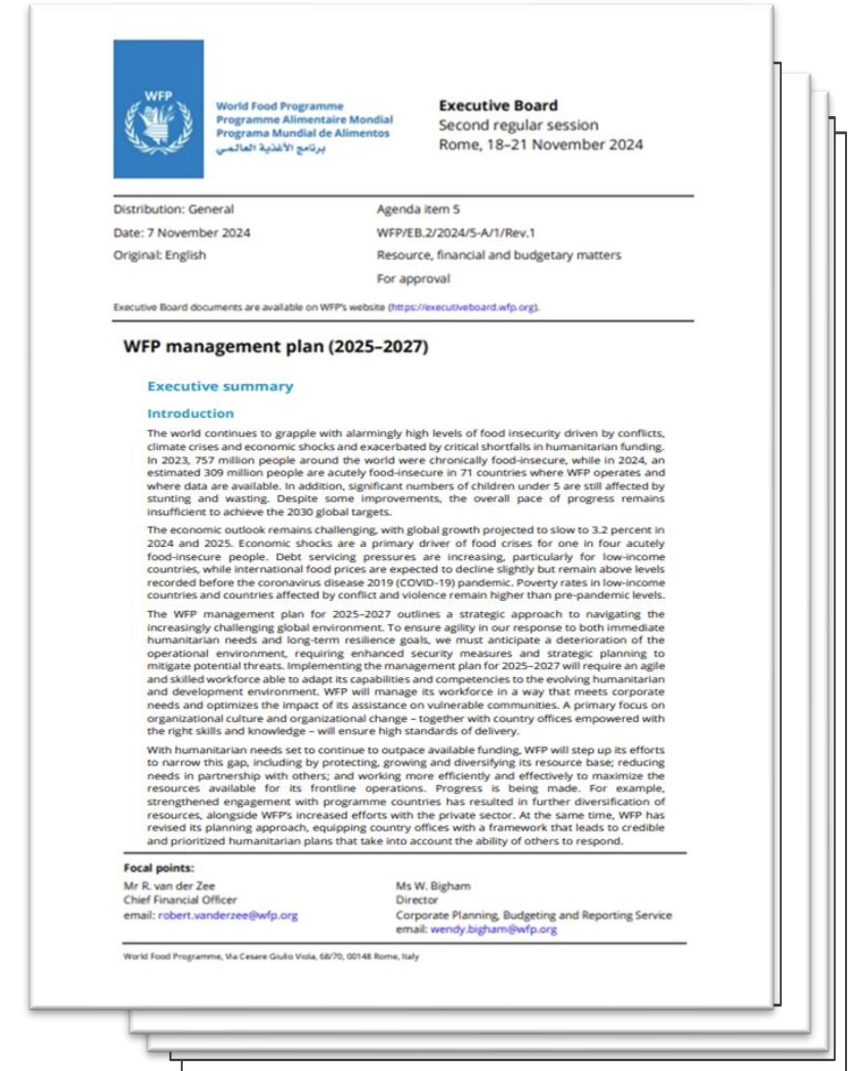 WFP
World Food Programme
Programme Alimentaire Mondial
Programa Mundial de Alimentos
برنامج الأغذية العالمي
Executive Board
Second regular session
Rome, 18–21 November 2024
Distribution: General
Date: 7 November 2024
Original: English
Agenda item 5
WFP/EB.2/2024/5-A/1/Rev.1
Resource, financial and budgetary matters
For approval
Executive Board documents are available on WFP's website (https://executiveboard.wfp.org).
WFP management plan (2025–2027)
Executive summary
Introduction
The world continues to grapple with alarmingly high levels of food insecurity driven by conflicts,
climate crises and economic shocks and exacerbated by critical shortfalls in humanitarian funding.
In 2023, 757 million people around the world were chronically food-insecure, while in 2024, an
estimated 309 million people are acutely food-insecure in 71 countries where WFP operates and
where data are available. In addition, significant numbers of children under 5 are still affected by
stunting and wasting. Despite some improvements, the overall pace of progress remains
insufficient to achieve the 2030 global targets.
The economic outlook remains challenging, with global growth projected to slow to 3.2 percent in
2024 and 2025. Economic shocks are a primary driver of food crises for one in four acutely
food-insecure people. Debt servicing pressures are increasing, particularly for low-income
countries, while international food prices are expected to decline slightly but remain above levels
recorded before the coronavirus disease 2019 (COVID-19) pandemic. Poverty rates in low-income
countries and countries affected by conflict and violence remain higher than pre-pandemic levels.
The WFP management plan for 2025–2027 outlines a strategic approach to navigating the
increasingly challenging global environment. To ensure agility in our response to both immediate
humanitarian needs and long-term resilience goals, we must anticipate a deterioration of the
operational environment, requiring enhanced security measures and strategic planning to
mitigate potential threats. Implementing the management plan for 2025–2027 will require an agile
and skilled workforce able to adapt its capabilities and competencies to the evolving humanitarian
and development environment. WFP will manage its workforce in a way that meets corporate
needs and optimizes the impact of its assistance on vulnerable communities. A primary focus on
organizational culture and organizational change – together with country offices empowered with
the right skills and knowledge – will ensure high standards of delivery.
With humanitarian needs set to continue to outpace available funding, WFP will step up its efforts
to narrow this gap, including by protecting, growing and diversifying its resource base; reducing
needs in partnership with others; and working more efficiently and effectively to maximize the
resources available for its frontline operations. Progress is being made. For example,
strengthened engagement with programme countries has resulted in further diversification of
resources, alongside WFP's increased efforts with the private sector. At the same time, WFP has
revised its planning approach, equipping country offices with a framework that leads to credible
and prioritized humanitarian plans that take into account the ability of others to respond.
Focal points:
Mr R. van der Zee
Chief Financial Officer
email: robert.vanderzee@wfp.org
Ms W. Bigham
Director
Corporate Planning, Budgeting and Reporting Service
email: wendy.bigham@wfp.org
World Food Programme, Via Cesare Giulio Viola, 68/70, 00148 Rome, Italy